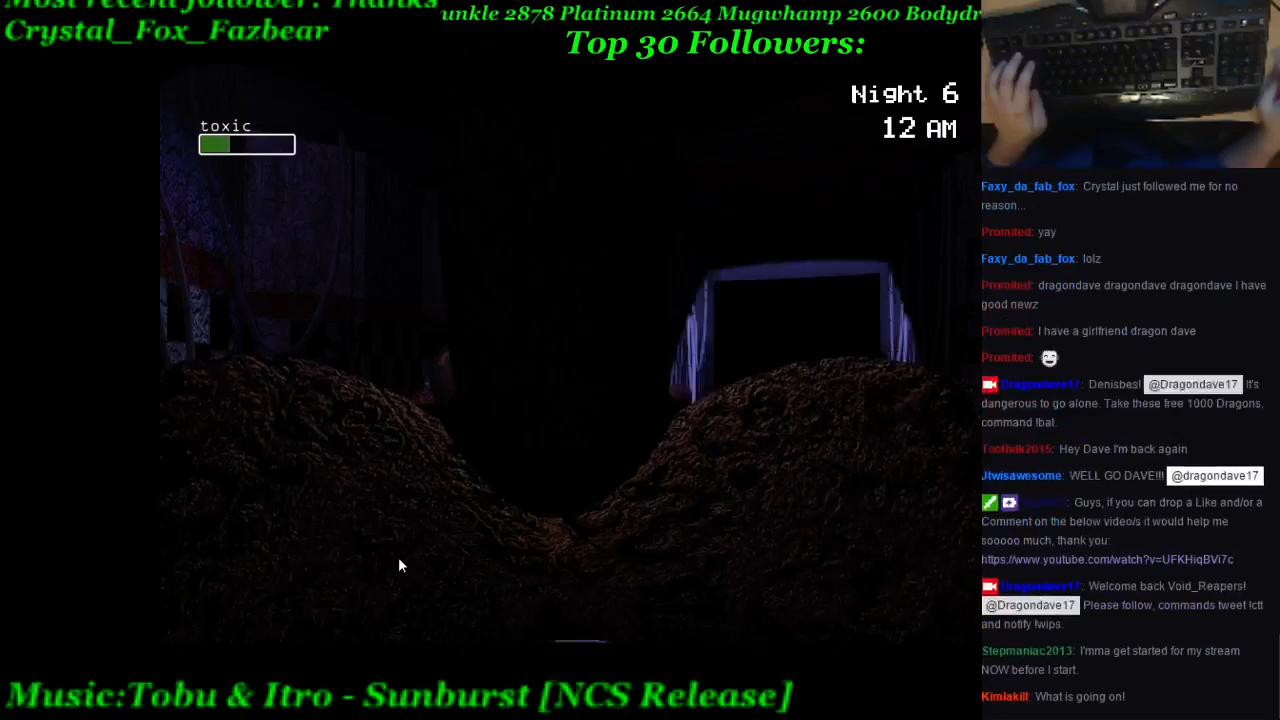 Most recent follower: Thanks
Crystal_Fox_Fazbear
unkle 2878 Platinum 2664 Mugwhamp 2600 Bodydr
Top 30 Followers:
Night 6
12 AM
toxic
Faxy_da_fab_fox: Crystal just followed me for no
reason...
Promited: yay
Faxy_da_fab_fox: lolz
Promited: dragondave dragondave dragondave I have
good newz
Promited: I have a girlfriend dragon dave
Promited:
Dragondave17: Denisbes! @Dragondave17 It's
dangerous to go alone. Take these free 1000 Dragons,
command !bal.
Toothdk2015: Hey Dave I'm back again
Jtwisawesome: WELL GO DAVE!!! @dragondave17
: Guys, if you can drop a Like and/or a
Comment on the below video/s it would help me
sooooo much, thank you:
https://www.youtube.com/watch?v=UFKHiqBVi7c
Dragondave17: Welcome back Void_Reapers!
@Dragondave17 Please follow, commands tweet !ctt
and notify !wips.
Stepmaniac2013: I'mma get started for my stream
NOW before I start.
Kimlakill: What is going on!
Music:Tobu & Itro - Sunburst [NCS Release]